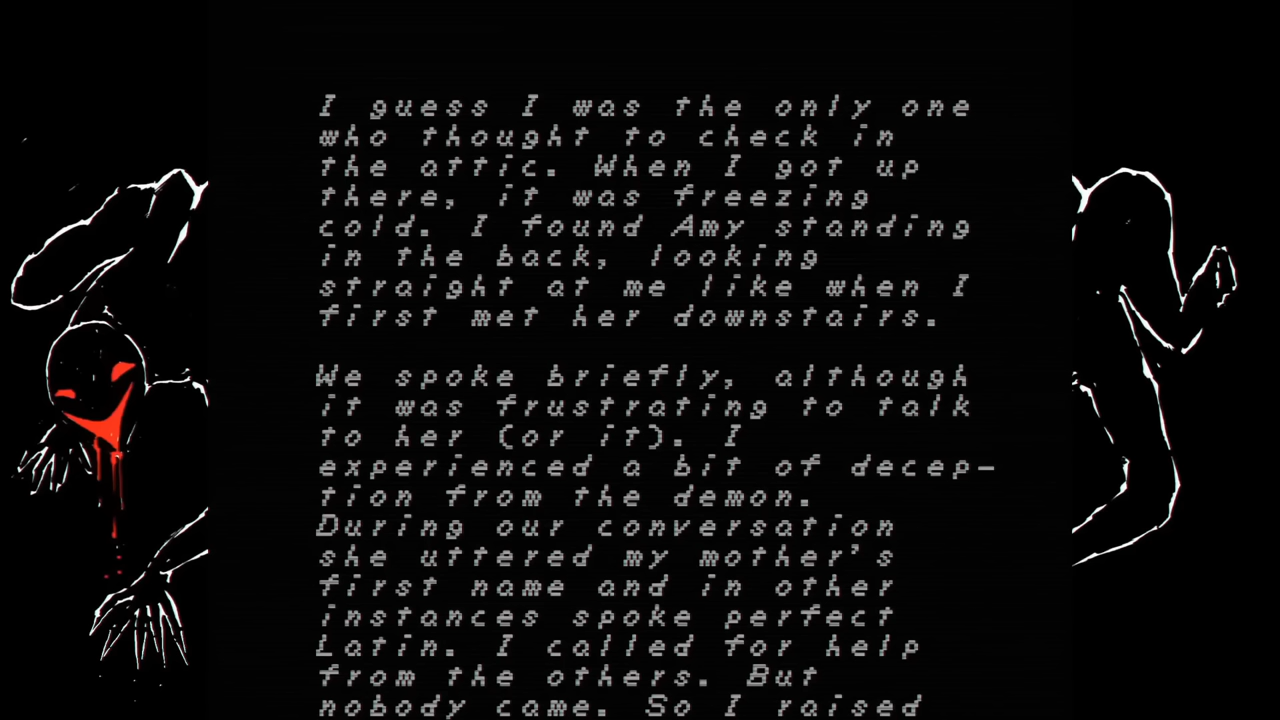 I guess I was the only one
who thought to check in
the attic. When I got up
there, it was freezing
cold. I found Amy standing
in the back, looking
straight at me like when I
first met her downstairs.
We spoke briefly, although
it was frustrating to talk
to her (or it). I
experienced a bit of decep-
tion from the demon.
During our conversation
she uttered my mother's
first name and in other
instances spoke perfect
Latin. I called for help
from the others. But
nobody came. So I raised